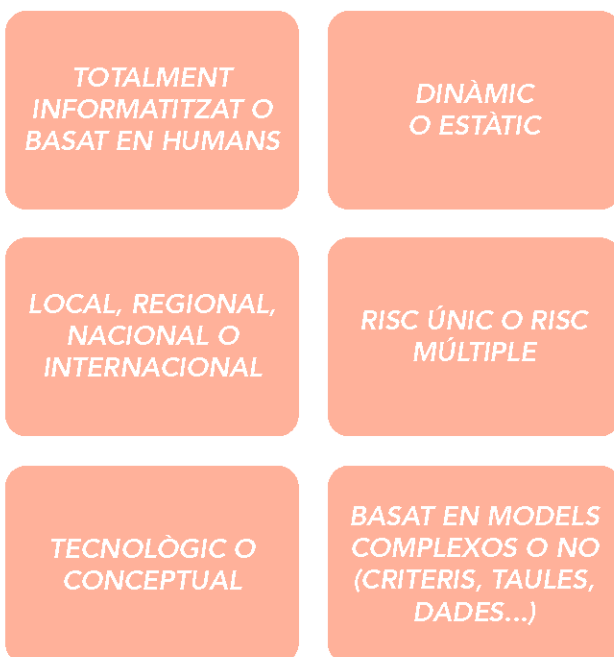 TOTALMENT
INFORMATITZAT O
BASAT EN HUMANS
DINÀMIC
O ESTÀTIC
LOCAL, REGIONAL,
NACIONAL O
INTERNACIONAL
RISC ÚNIC O RISC
MÚLTIPLE
TECNOLÒGIC O
CONCEPTUAL
BASAT EN MODELS
COMPLEXOS O NO
(CRITERIS, TAULES,
DADES...)